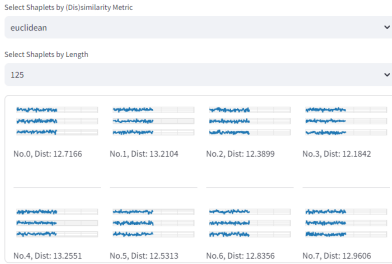 Select Shaplets by (Dis)similarity Metric
euclidean
Select Shaplets by Length
125
No.0, Dist: 12.7166
No.1, Dist: 13.2104
No.2, Dist: 12.3899
No.3, Dist: 12.1842
No.4, Dist: 13.2551
No.5, Dist: 12.5313
No.6, Dist: 12.8356
No.7, Dist: 12.9606